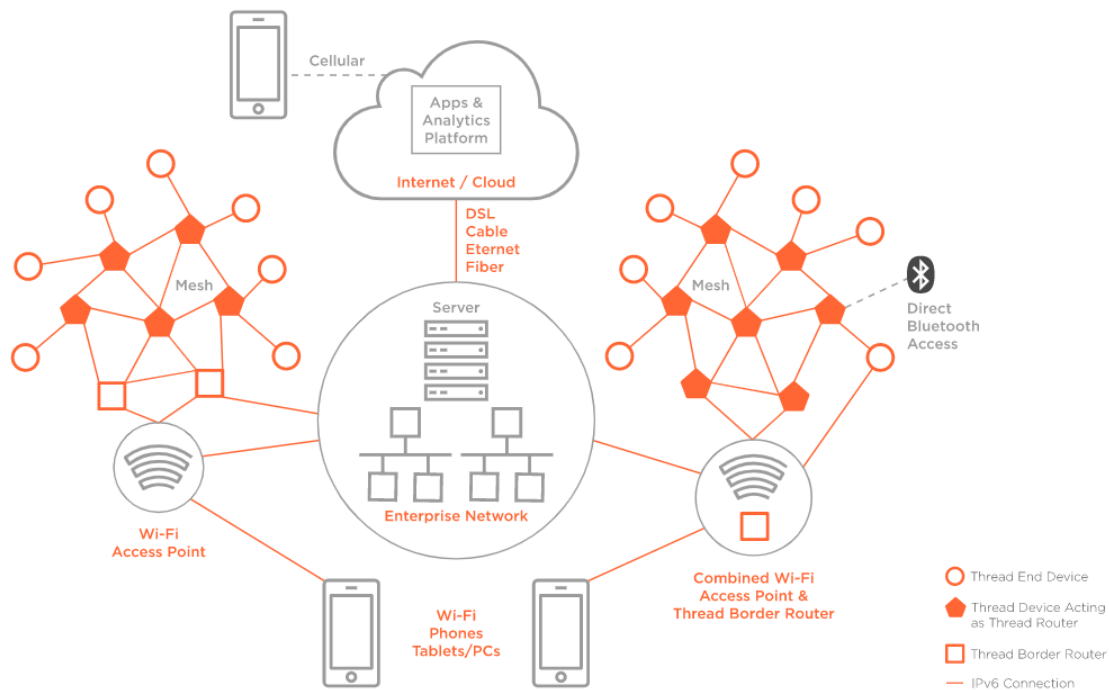 Cellular
Apps &
Analytics
Platform
Internet / Cloud
DSL
Cable
Eternet
Fiber
Mesh
Server
Mesh
Direct
Bluetooth
Access
Enterprise Network
Wi-Fi
Access Point
Combined Wi-Fi
Access Point &
Thread Border Router
Wi-Fi
Phones
Tablets/PCs
Thread End Device
Thread Device Acting
as Thread Router
Thread Border Router
IPv6 Connection